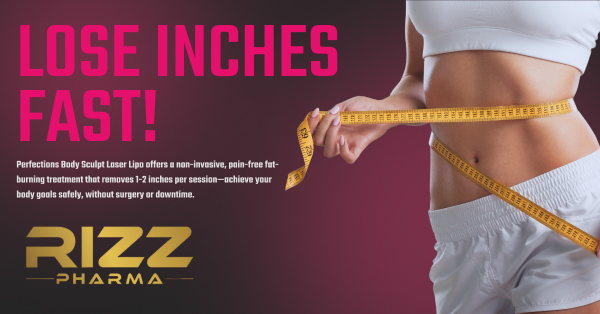 LOSE INCHES
FAST!
Perfections Body Sculpt Laser Lipo offers a non-invasive, pain-free fat-
burning treatment that removes 1-2 inches per session—achieve your
body goals safely, without surgery or downtime.
RIZZ
PHARMA